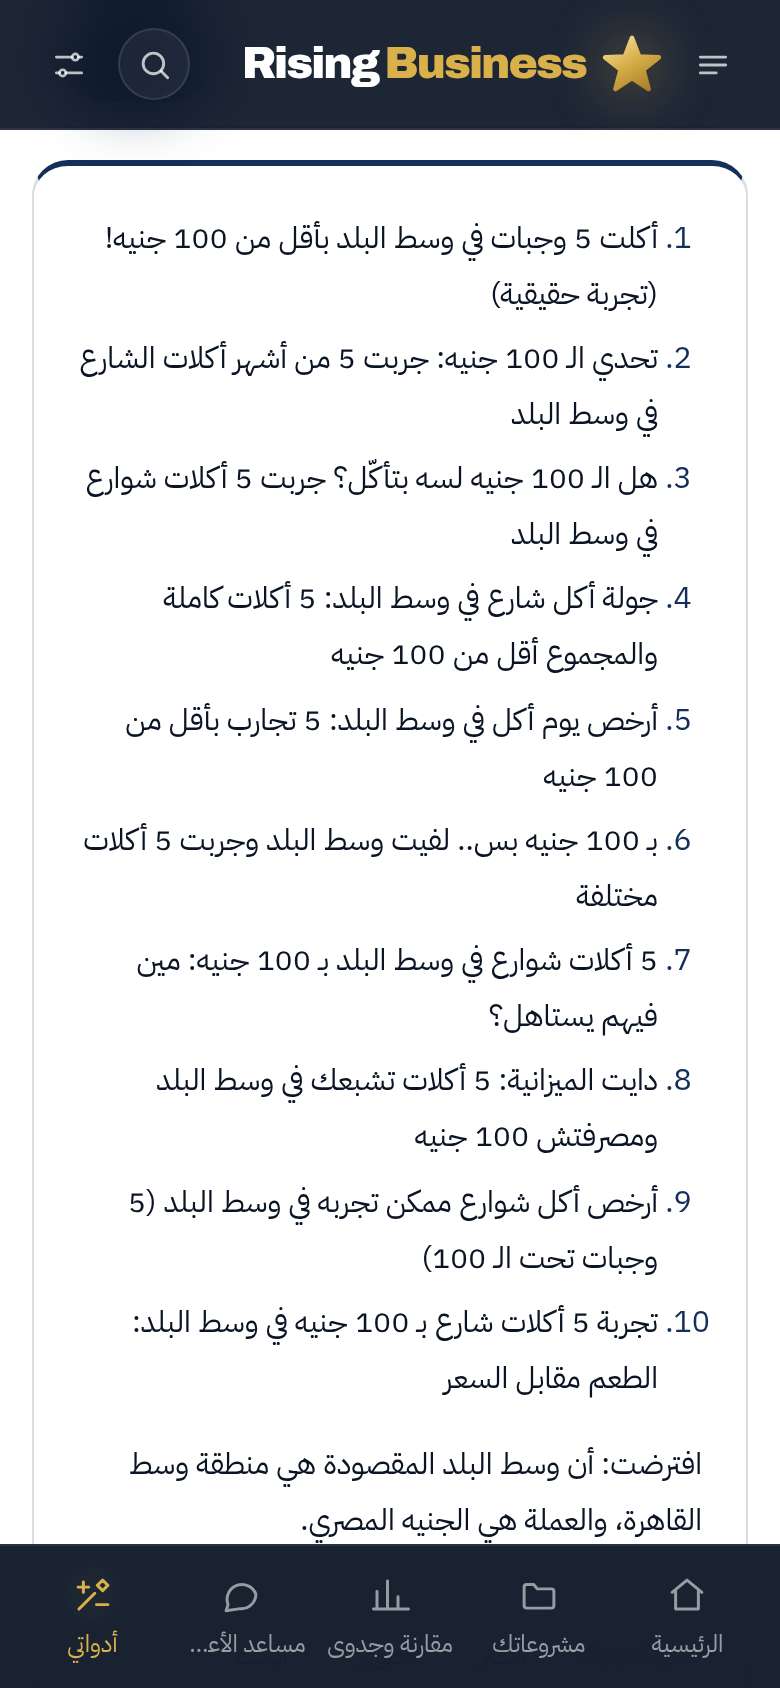 Rising Business
1. أكلت 5 وجبات في وسط البلد بأقل من 100 جنيه!
(تجربة حقيقية)
2. تحدي الـ 100 جنيه: جربت 5 من أشهر أكلات الشارع
في وسط البلد
3. هل الـ 100 جنيه لسه بتأكّل؟ جربت 5 أكلات شوارع
في وسط البلد
4. جولة أكل شارع في وسط البلد: 5 أكلات كاملة
والمجموع أقل من 100 جنيه
5. أرخص يوم أكل في وسط البلد: 5 تجارب بأقل من
100 جنيه
6. بـ 100 جنيه بس.. لفيت وسط البلد وجربت 5 أكلات
مختلفة
7. 5 أكلات شوارع في وسط البلد بـ 100 جنيه: مين
فيهم يستاهل؟
8. دايت الميزانية: 5 أكلات تشبعك في وسط البلد
ومصرفتش 100 جنيه
9. أرخص أكل شوارع ممكن تجربه في وسط البلد (5
وجبات تحت الـ 100)
10. تجربة 5 أكلات شارع بـ 100 جنيه في وسط البلد:
الطعم مقابل السعر
افترضت: أن وسط البلد المقصودة هي منطقة وسط
القاهرة، والعملة هي الجنيه المصري.
الرئيسية
مشروعاتك
مقارنة وجدوى
مساعد الأعـ...
أدواتي